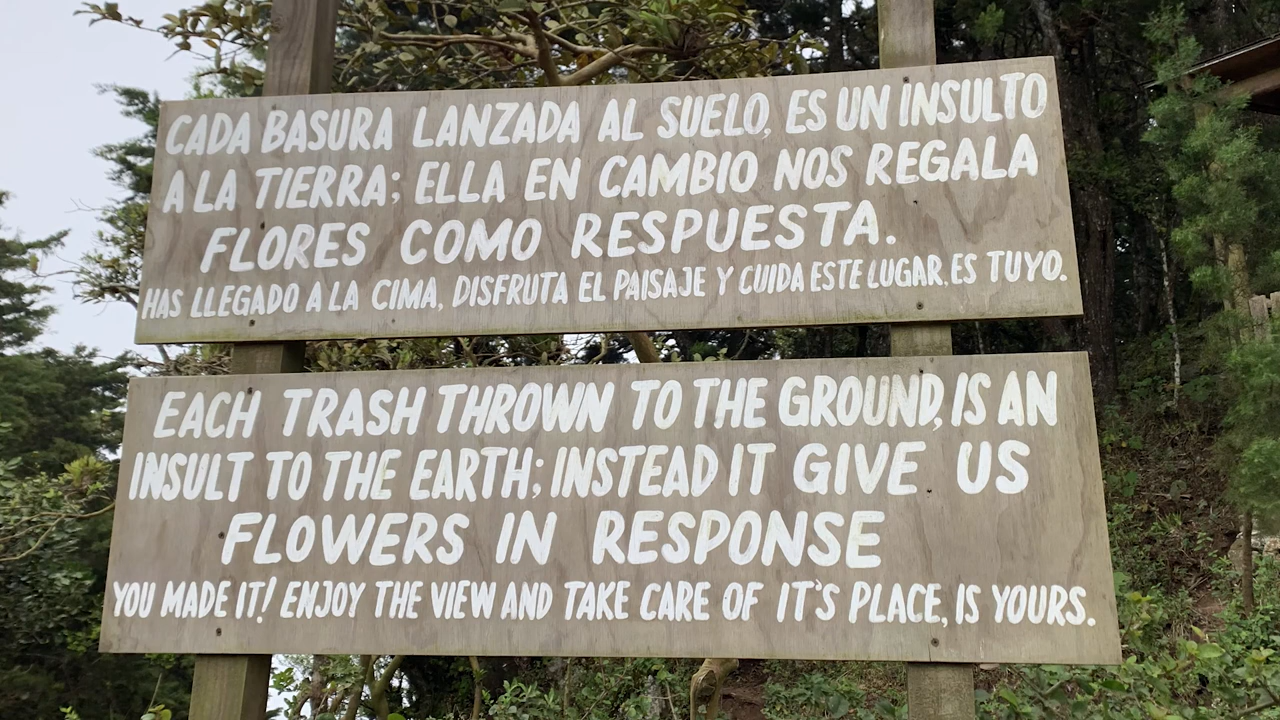 CADA BASURA LANZADA AL SUELO, ES UN INSULTO
A LA TIERRA; ELLA EN CAMBIO NOS REGALA
FLORES COMO RESPUESTA.
HAS LLEGADO A LA CIMA, DISFRUTA EL PAISAJE Y CUIDA ESTE LUGAR, ES TUYO.
EACH TRASH THROWN TO THE GROUND, IS AN
INSULT TO THE EARTH; INSTEAD IT GIVE US
FLOWERS IN RESPONSE
YOU MADE IT! ENJOY THE VIEW AND TAKE CARE OF IT'S PLACE, IS YOURS.